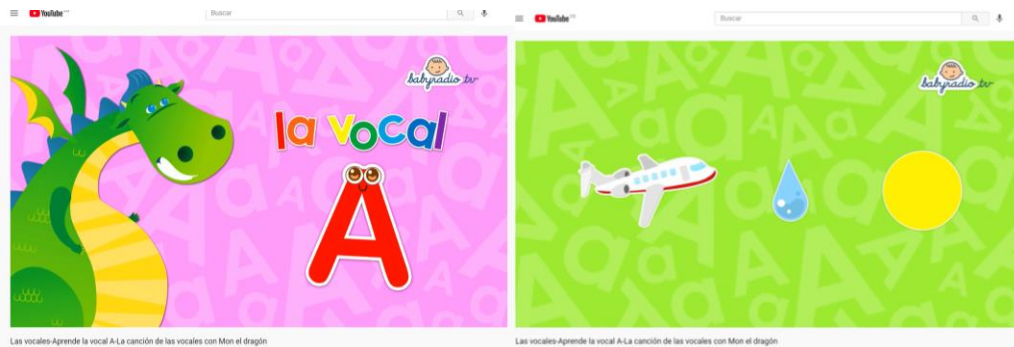 YouTube
Buscar
babyradio tv
la vocal
A
Las vocales-Aprende la vocal A-La canción de las vocales con Mon el dragón
YouTube
Buscar
babyradio tv
Las vocales-Aprende la vocal A-La canción de las vocales con Mon el dragón